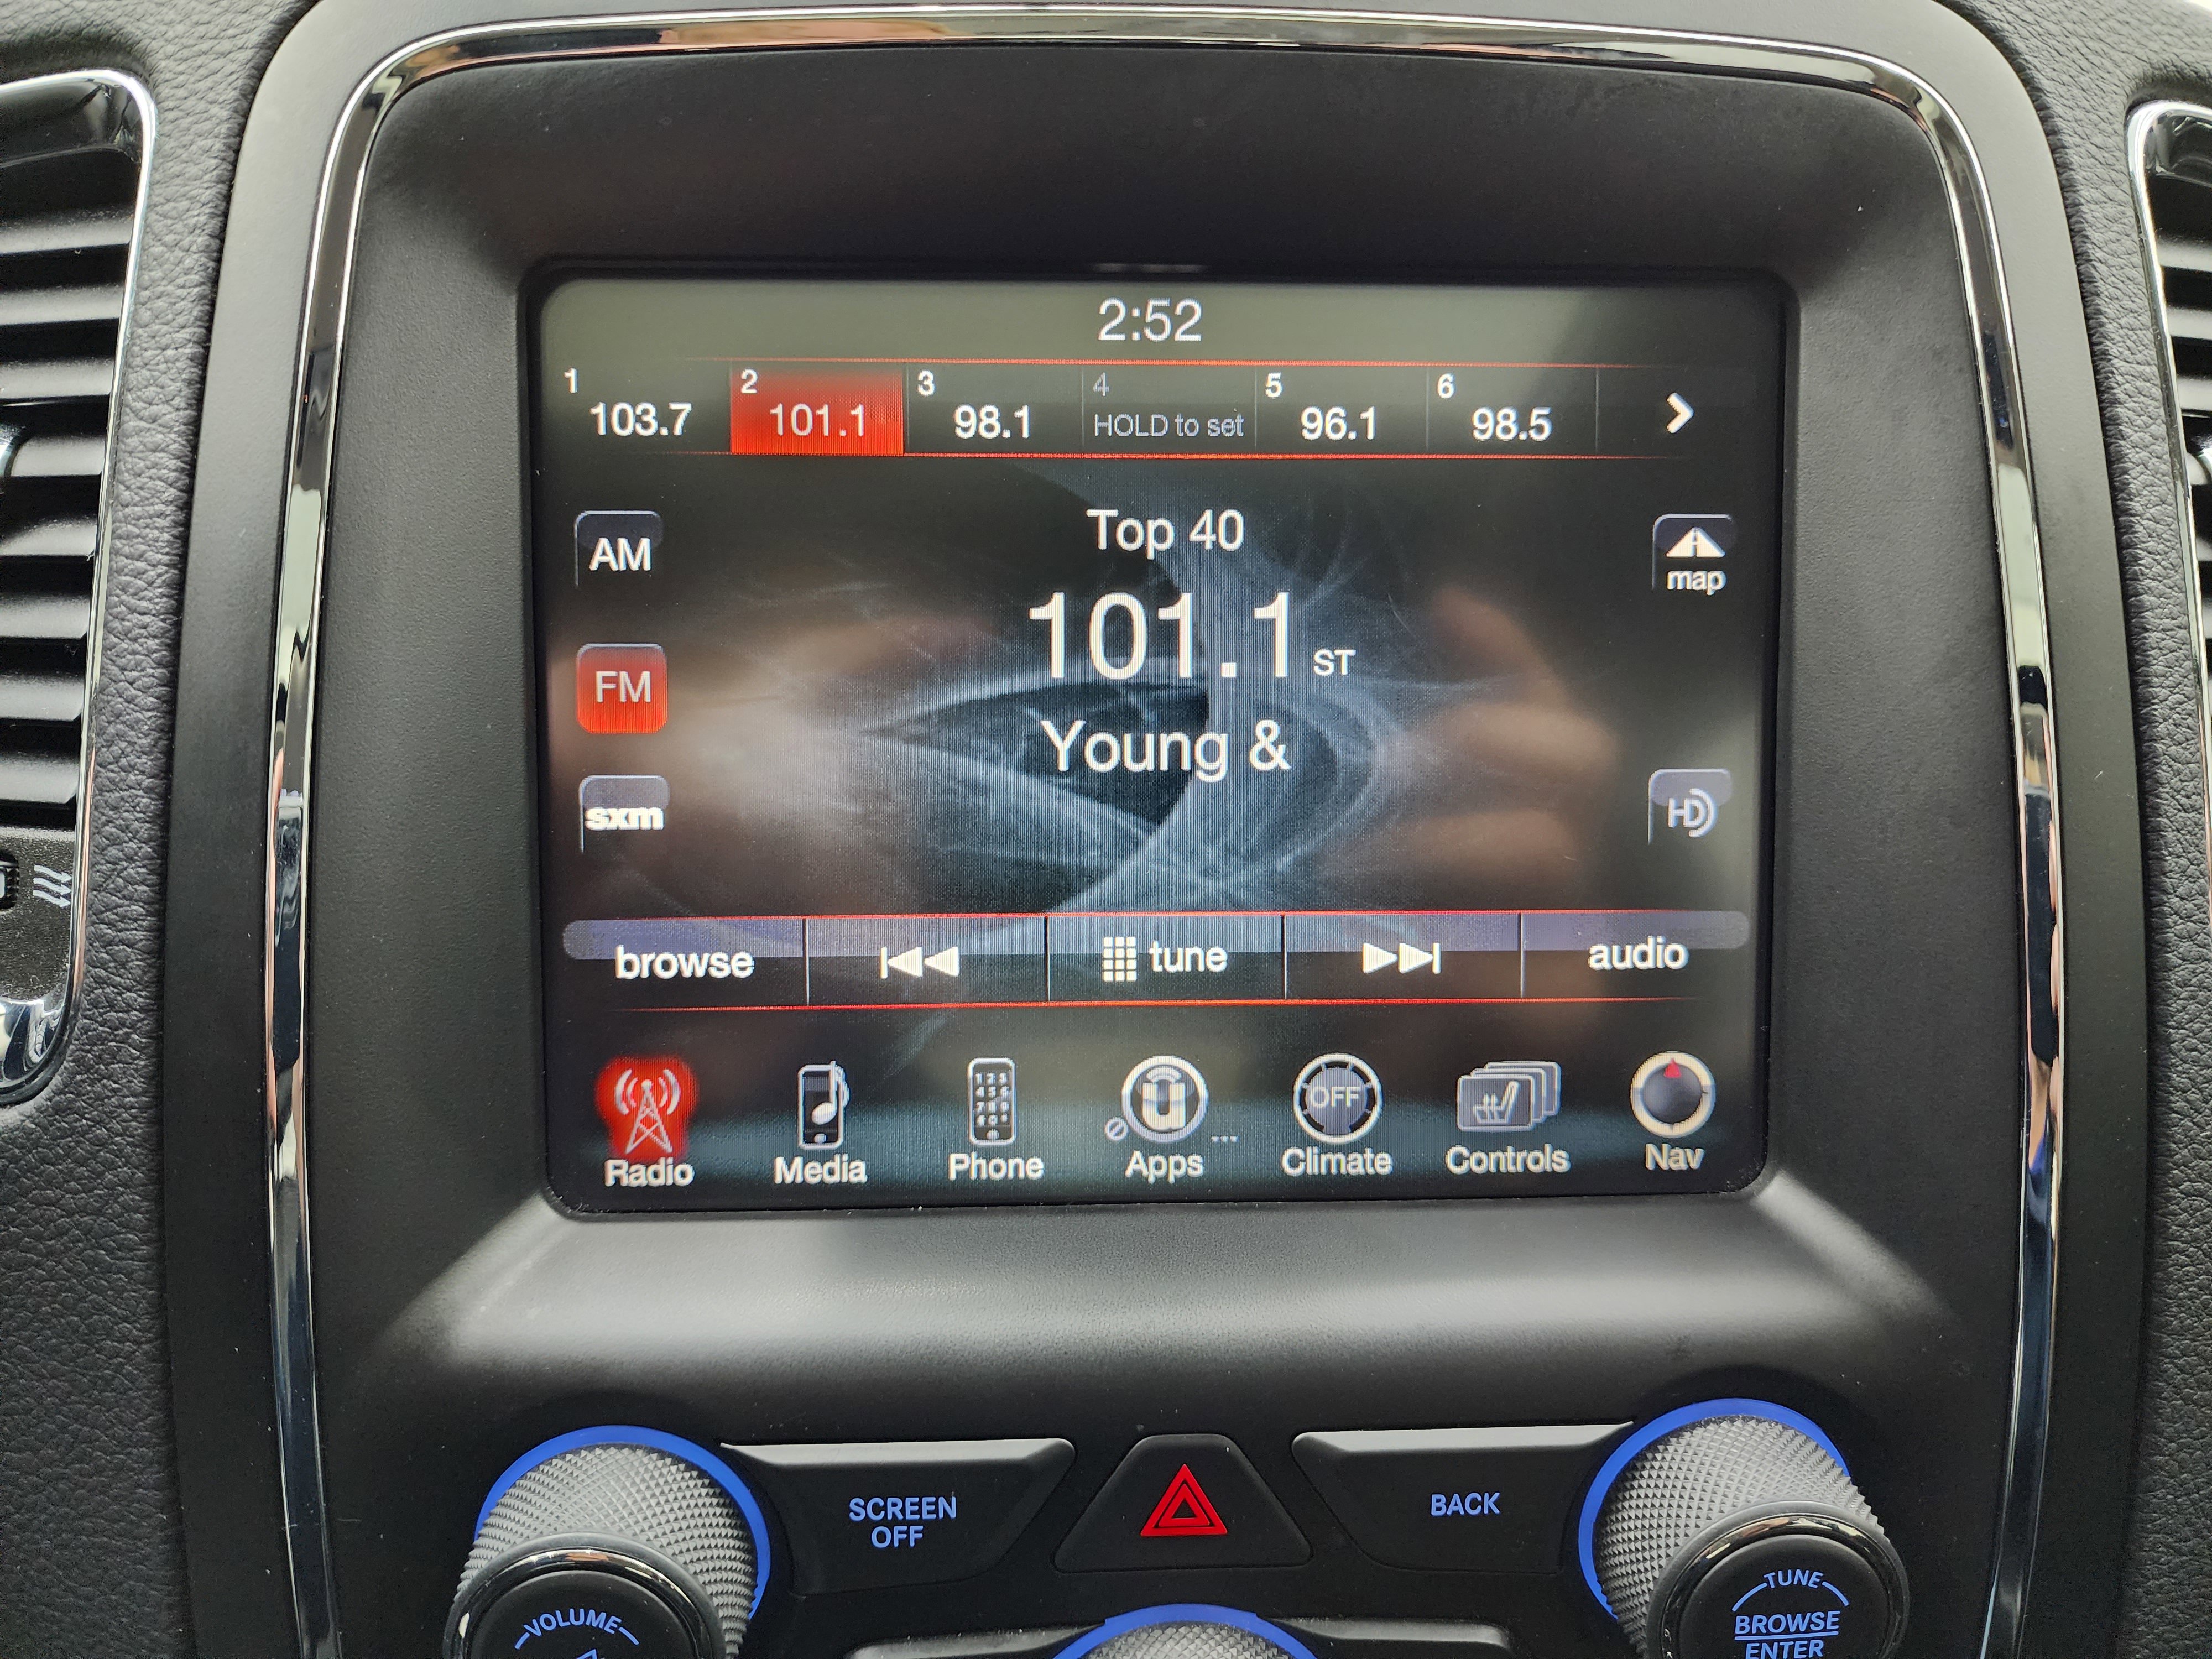 2:52
1 2 3 4 5 6
103.7 101.1 98.1 HOLD to set 96.1 98.5
Top 40
AM
map
101.1 ST
FM
Young &
sxm
HD
browse tune audio
OFF
Radio Media Phone Apps Climate Controls Nav
SCREEN
OFF
BACK
VOLUME
TUNE
BROWSE
ENTER